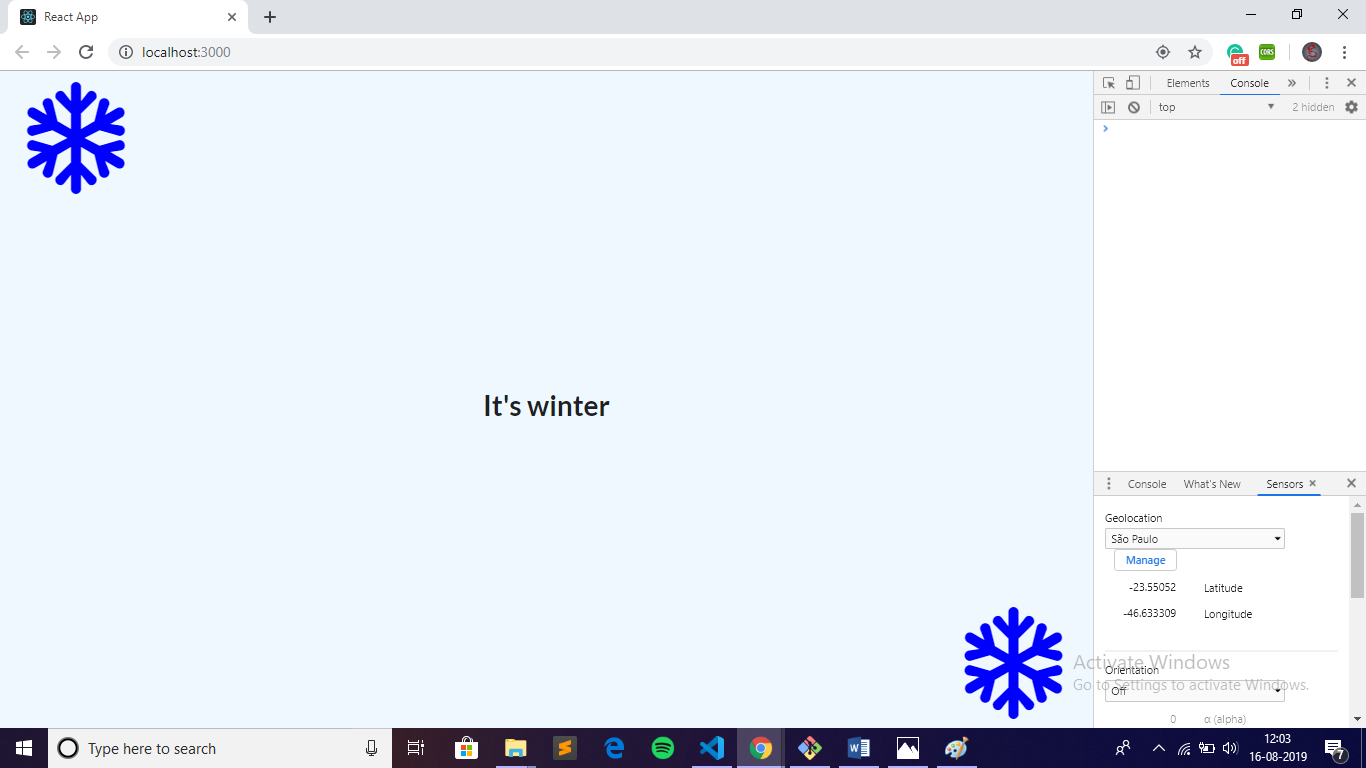 React App
localhost:3000
off
CORS
Elements
Console
top
2 hidden
It's winter
Console
What's New
Sensors
Geolocation
São Paulo
Manage
-23.55052
Latitude
-46.633309
Longitude
Activate Windows
Orientation
Go to Settings to activate Windows.
Off
0
α (alpha)
Type here to search
12:03
16-08-2019
7